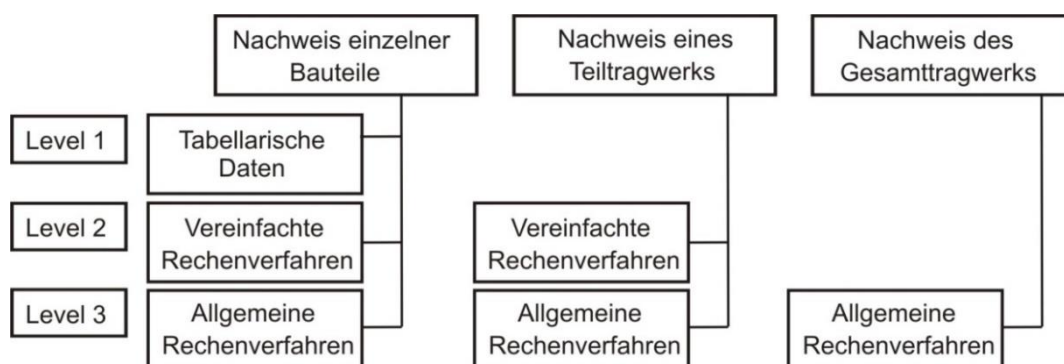 Nachweis einzelner
Bauteile
Nachweis eines
Teiltragwerks
Nachweis des
Gesamttragwerks
Level 1
Tabellarische
Daten
Level 2
Vereinfachte
Rechenverfahren
Vereinfachte
Rechenverfahren
Level 3
Allgemeine
Rechenverfahren
Allgemeine
Rechenverfahren
Allgemeine
Rechenverfahren